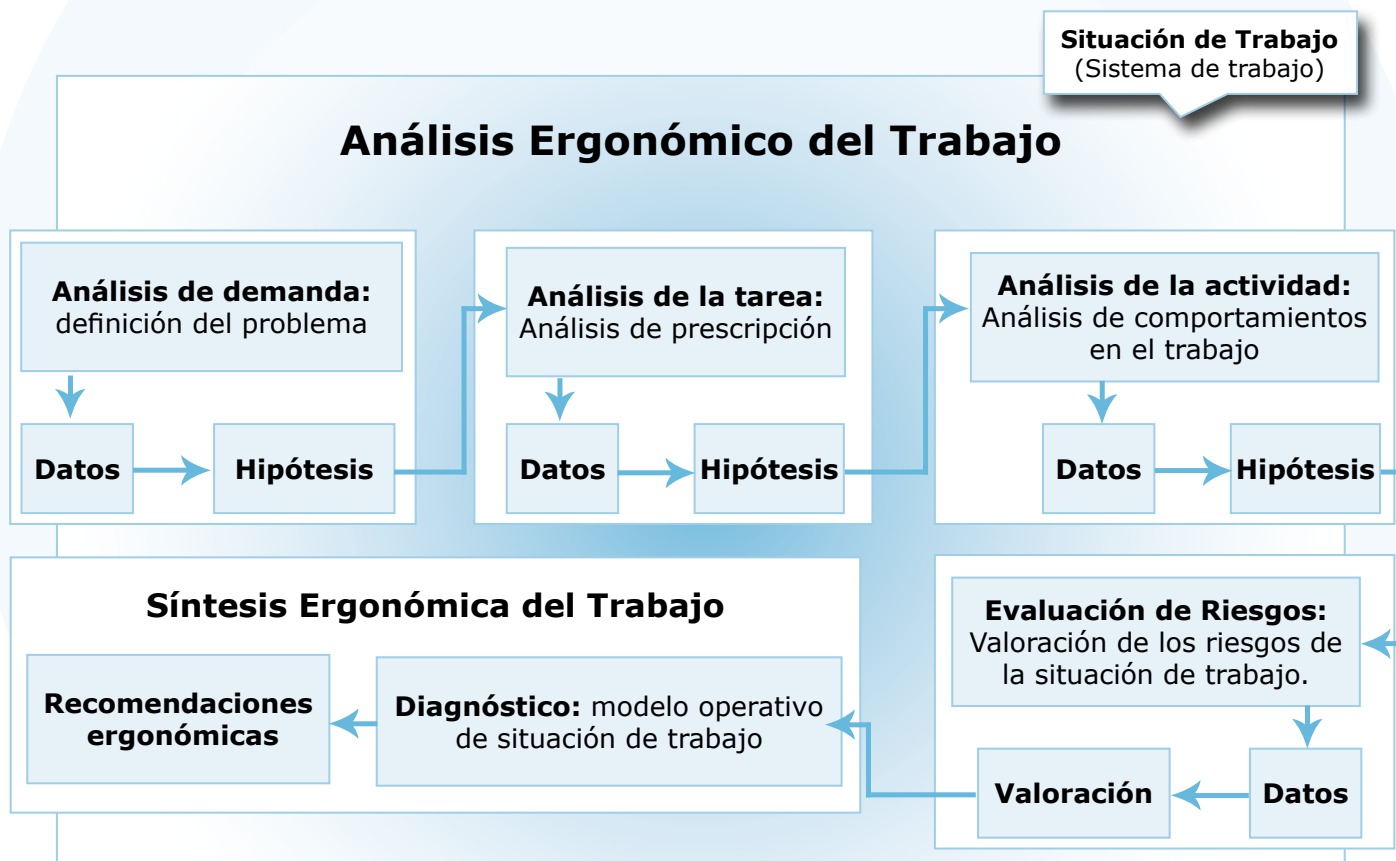 Situación de Trabajo
(Sistema de trabajo)
Análisis Ergonómico del Trabajo
Análisis de demanda:
definición del problema
Datos
Hipótesis
Análisis de la tarea:
Análisis de prescripción
Datos
Hipótesis
Análisis de la actividad:
Análisis de comportamientos
en el trabajo
Datos
Hipótesis
Evaluación de Riesgos:
Valoración de los riesgos de
la situación de trabajo.
Datos
Valoración
Síntesis Ergonómica del Trabajo
Diagnóstico: modelo operativo
de situación de trabajo
Recomendaciones
ergonómicas